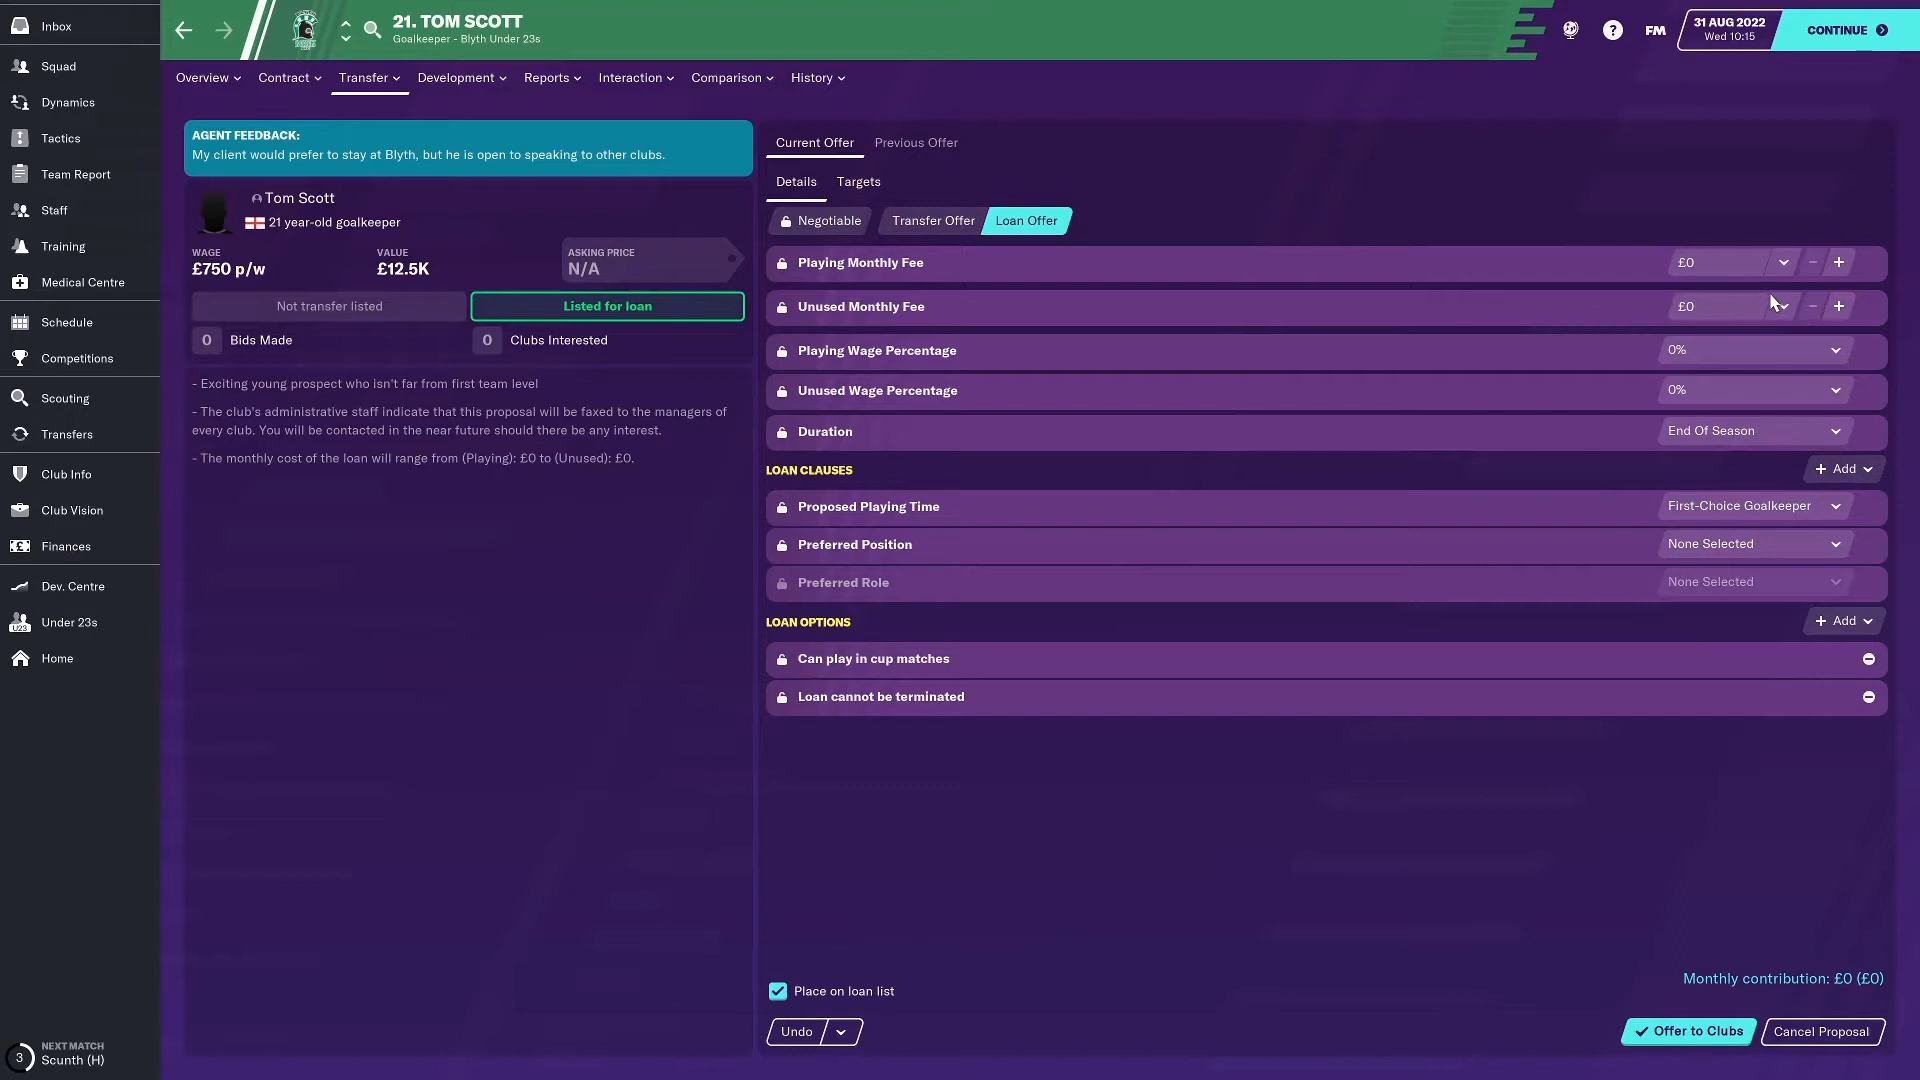 Inbox
Squad
Dynamics
Tactics
Team Report
Staff
Training
Medical Centre
Schedule
Competitions
Scouting
Transfers
Club Info
Club Vision
Finances
Dev. Centre
U23
Under 23s
Home
3
NEXT MATCH
Scunth (H)
21. TOM SCOTT
Goalkeeper - Blyth Under 23s
?
FM
31 AUG 2022
Wed 10:15
CONTINUE
Overview
Contract
Transfer
Development
Reports
Interaction
Comparison
History
AGENT FEEDBACK:
My client would prefer to stay at Blyth, but he is open to speaking to other clubs.
Tom Scott
21 year-old goalkeeper
WAGE
£750 p/w
VALUE
£12.5K
ASKING PRICE
N/A
Not transfer listed
Listed for loan
0 Bids Made
0 Clubs Interested
- Exciting young prospect who isn't far from first team level
- The club's administrative staff indicate that this proposal will be faxed to the managers of
every club. You will be contacted in the near future should there be any interest.
- The monthly cost of the loan will range from (Playing): £0 to (Unused): £0.
Current Offer
Previous Offer
Details
Targets
Negotiable
Transfer Offer
Loan Offer
Playing Monthly Fee £0
Unused Monthly Fee £0
Playing Wage Percentage 0%
Unused Wage Percentage 0%
Duration End Of Season
LOAN CLAUSES + Add
Proposed Playing Time First-Choice Goalkeeper
Preferred Position None Selected
Preferred Role None Selected
LOAN OPTIONS + Add
Can play in cup matches
Loan cannot be terminated
Monthly contribution: £0 (£0)
Place on loan list
Undo
Offer to Clubs
Cancel Proposal